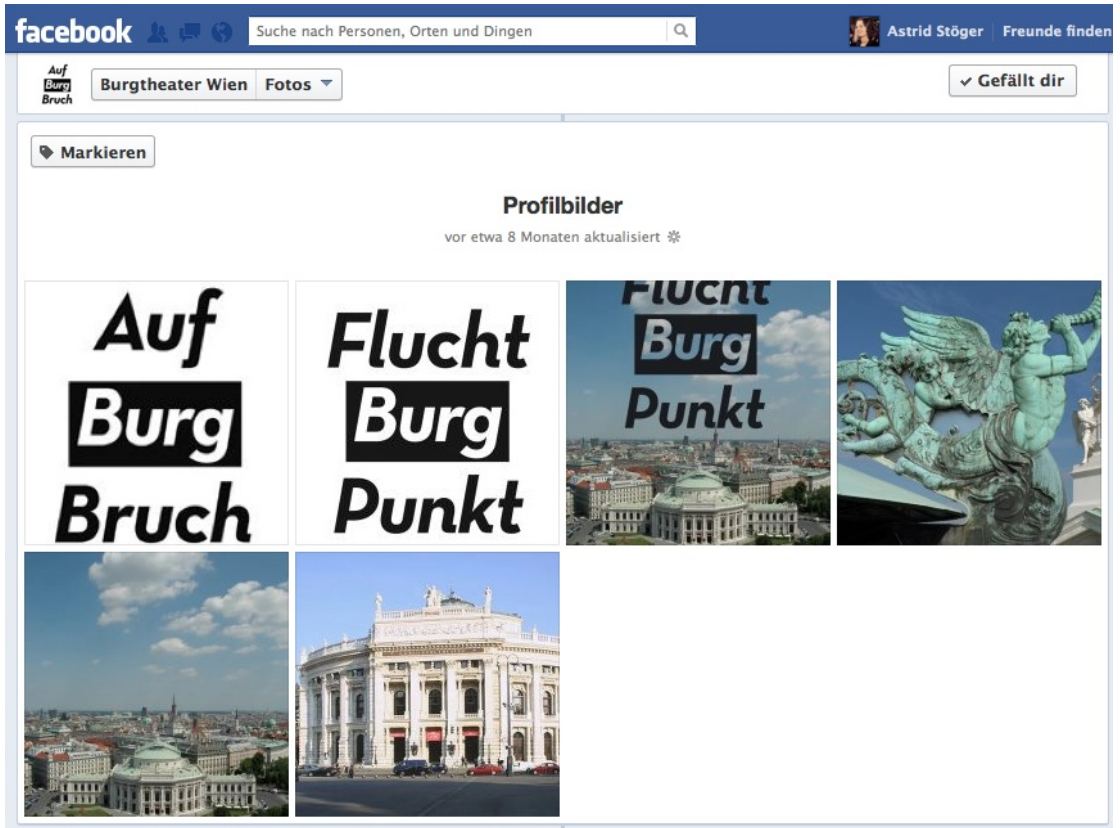 facebook Suche nach Personen, Orten und Dingen Astrid Stöger Freunde finden
Auf
Burg
Bruch
Burgtheater Wien Fotos Gefällt dir
Markieren
Profilbilder
vor etwa 8 Monaten aktualisiert
Auf
Burg
Bruch
Flucht
Burg
Punkt
Flucht
Burg
Punkt